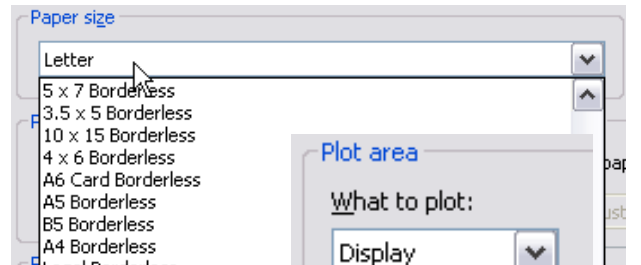 Paper size
Letter
5 x 7 Borderless
3.5 x 5 Borderless
10 x 15 Borderless
4 x 6 Borderless
A6 Card Borderless
A5 Borderless
B5 Borderless
A4 Borderless
Plot area
What to plot:
Display